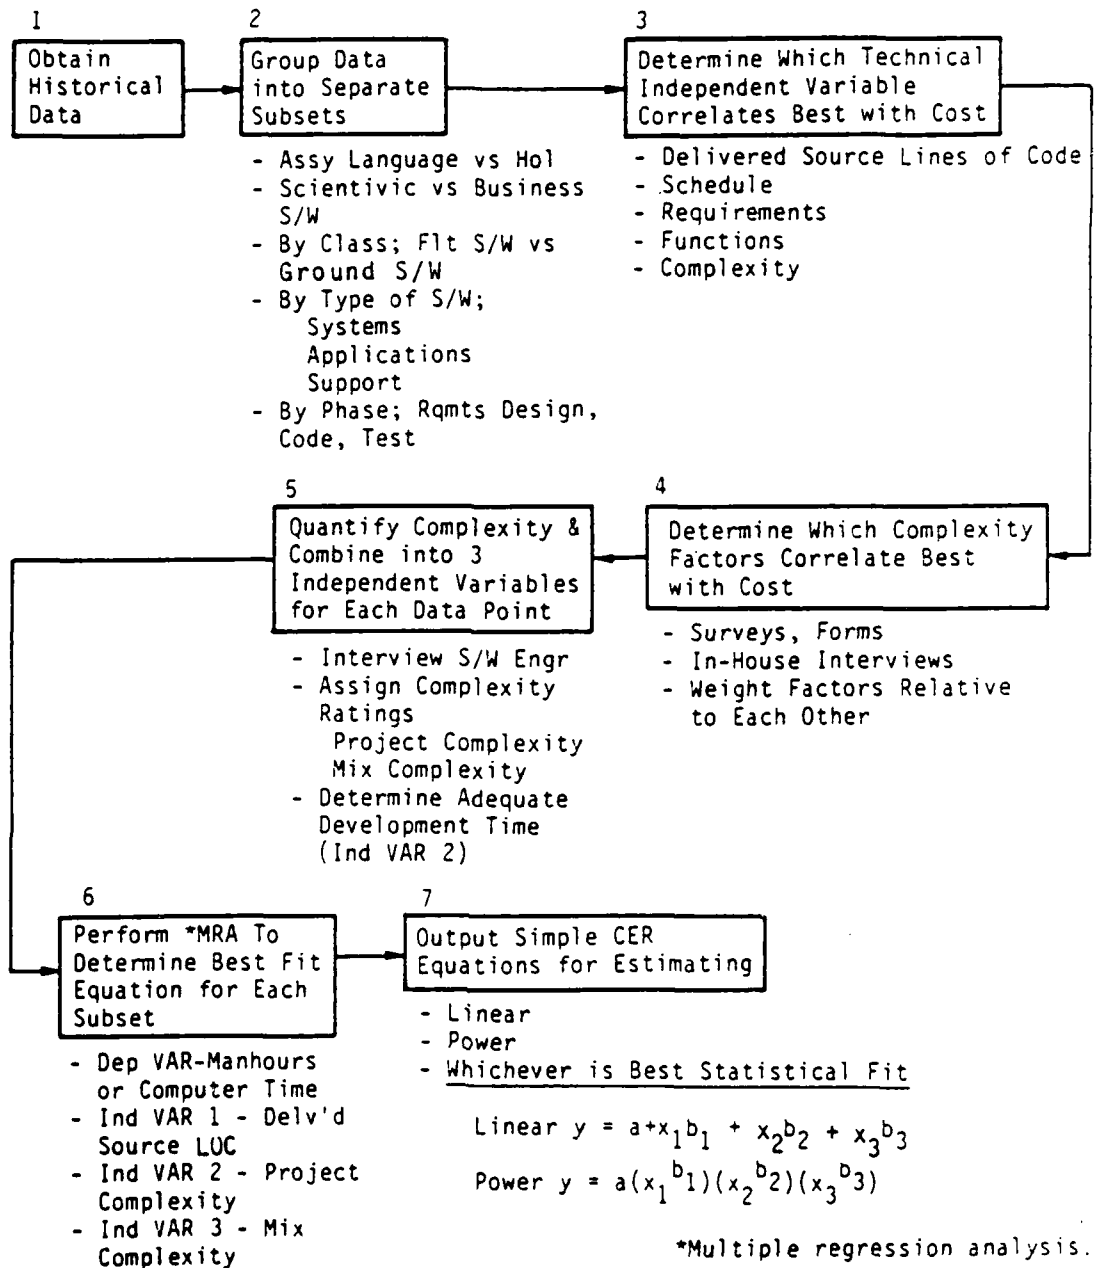 1
Obtain
Historical
Data
2
Group Data
into Separate
Subsets
- Assy Language vs Hol
- Scientivic vs Business
S/W
- By Class; Flt S/W vs
Ground S/W
- By Type of S/W;
Systems
Applications
Support
- By Phase; Rqmts Design,
Code, Test
3
Determine Which Technical
Independent Variable
Correlates Best with Cost
- Delivered Source Lines of Code
- Schedule
- Requirements
- Functions
- Complexity
4
Determine Which Complexity
Factors Correlate Best
with Cost
- Surveys, Forms
- In-House Interviews
- Weight Factors Relative
to Each Other
5
Quantify Complexity &
Combine into 3
Independent Variables
for Each Data Point
- Interview S/W Engr
- Assign Complexity
Ratings
Project Complexity
Mix Complexity
- Determine Adequate
Development Time
(Ind VAR 2)
6
Perform *MRA To
Determine Best Fit
Equation for Each
Subset
- Dep VAR-Manhours
or Computer Time
- Ind VAR 1 - Delv'd
Source LOC
- Ind VAR 2 - Project
Complexity
- Ind VAR 3 - Mix
Complexity
7
Output Simple CER
Equations for Estimating
- Linear
- Power
- Whichever is Best Statistical Fit
Linear y = a+x₁b₁ + x₂b₂ + x₃b₃
Power y = a(x₁^b1)(x₂^b2)(x₃^b3)
*Multiple regression analysis.